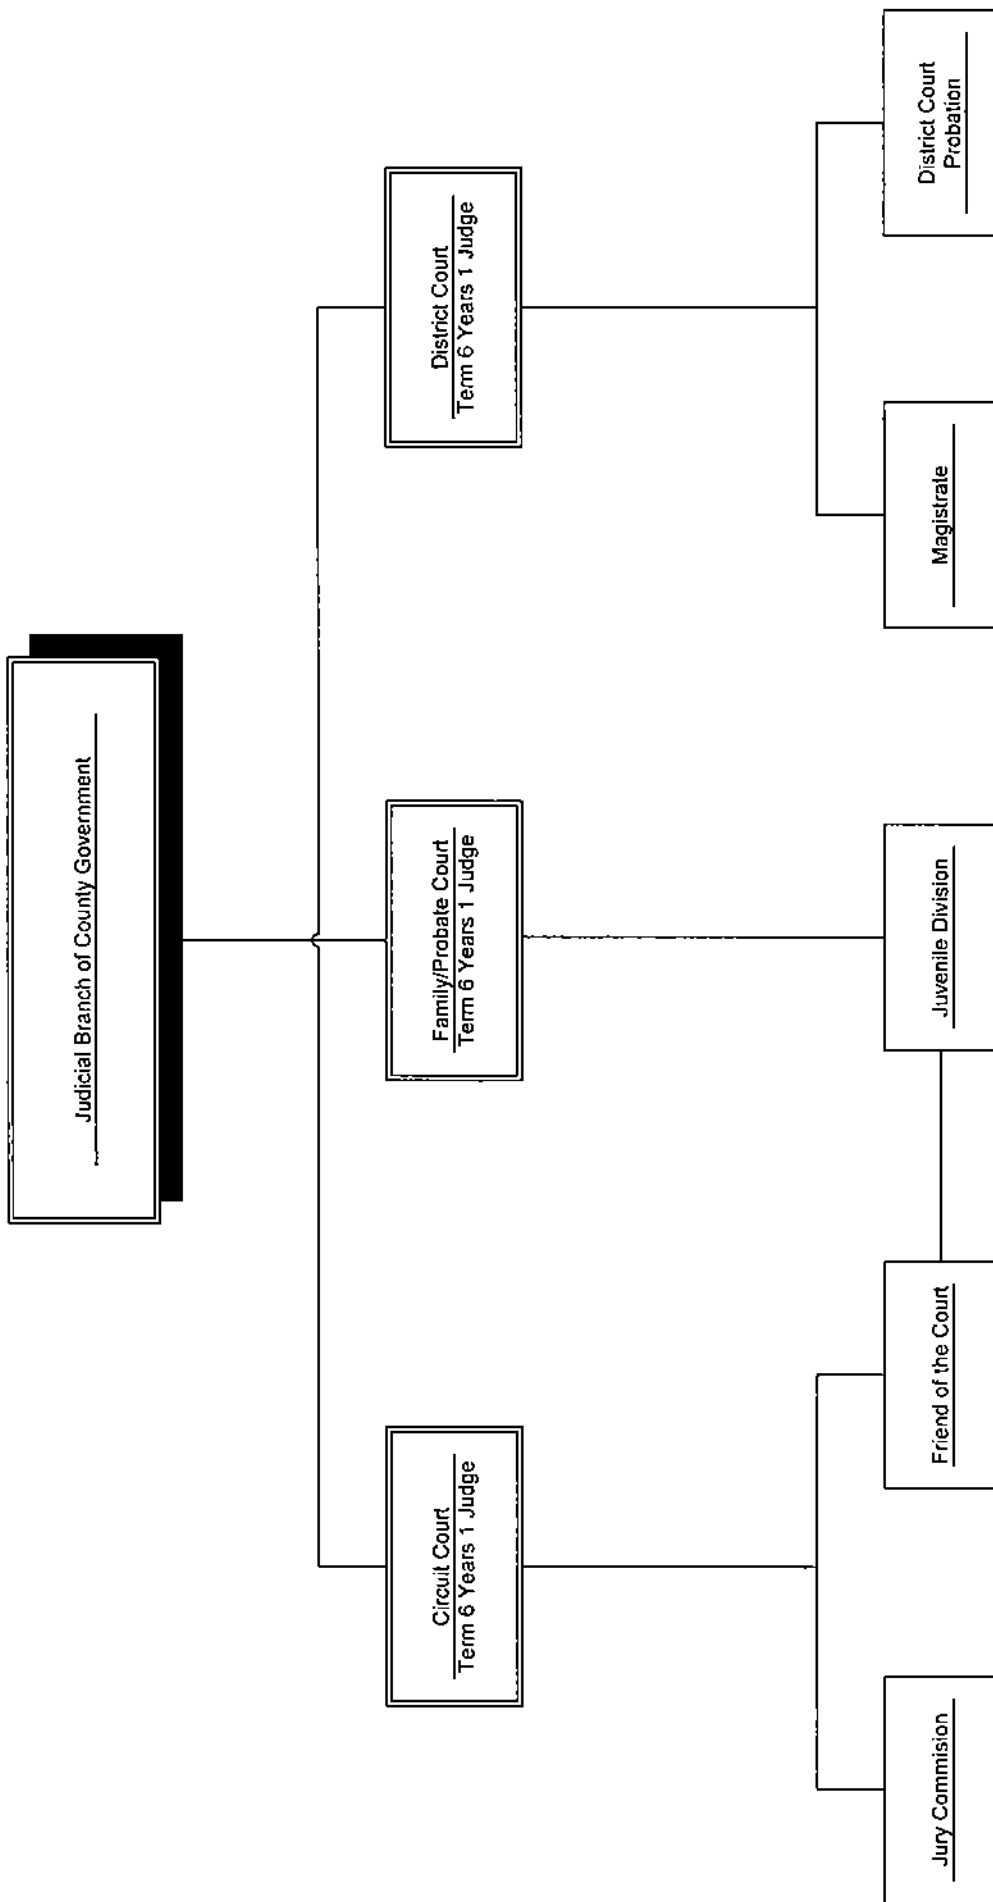 Judicial Branch of County Government
Circuit Court
Term 6 Years 1 Judge
Family/Probate Court
Term 6 Years 1 Judge
District Court
Term 6 Years 1 Judge
Jury Commision
Friend of the Court
Juvenile Division
Magistrate
District Court
Probation